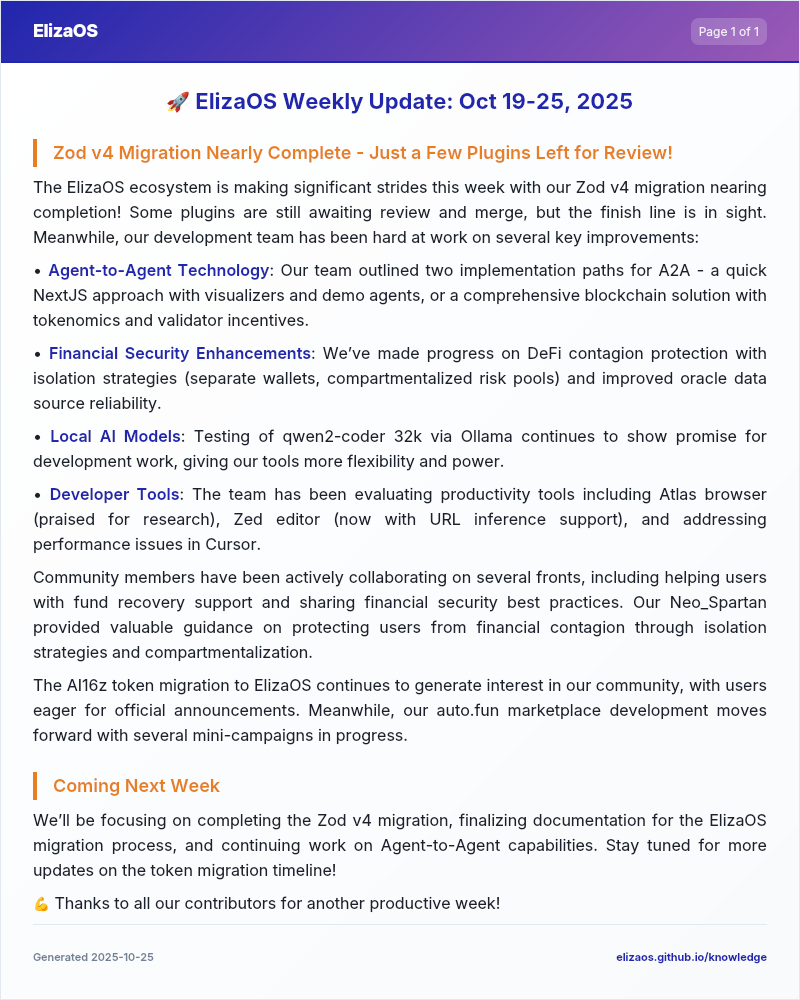 ElizaOS
Page 1 of 1
🚀 ElizaOS Weekly Update: Oct 19-25, 2025
Zod v4 Migration Nearly Complete - Just a Few Plugins Left for Review!
The ElizaOS ecosystem is making significant strides this week with our Zod v4 migration nearing
completion! Some plugins are still awaiting review and merge, but the finish line is in sight.
Meanwhile, our development team has been hard at work on several key improvements:
• Agent-to-Agent Technology: Our team outlined two implementation paths for A2A - a quick
NextJS approach with visualizers and demo agents, or a comprehensive blockchain solution with
tokenomics and validator incentives.
• Financial Security Enhancements: We’ve made progress on DeFi contagion protection with
isolation strategies (separate wallets, compartmentalized risk pools) and improved oracle data
source reliability.
• Local AI Models: Testing of qwen2-coder 32k via Ollama continues to show promise for
development work, giving our tools more flexibility and power.
• Developer Tools: The team has been evaluating productivity tools including Atlas browser
(praised for research), Zed editor (now with URL inference support), and addressing
performance issues in Cursor.
Community members have been actively collaborating on several fronts, including helping users
with fund recovery support and sharing financial security best practices. Our Neo_Spartan
provided valuable guidance on protecting users from financial contagion through isolation
strategies and compartmentalization.
The AI16z token migration to ElizaOS continues to generate interest in our community, with users
eager for official announcements. Meanwhile, our auto.fun marketplace development moves
forward with several mini-campaigns in progress.
Coming Next Week
We’ll be focusing on completing the Zod v4 migration, finalizing documentation for the ElizaOS
migration process, and continuing work on Agent-to-Agent capabilities. Stay tuned for more
updates on the token migration timeline!
💪 Thanks to all our contributors for another productive week!
Generated 2025-10-25
elizaos.github.io/knowledge